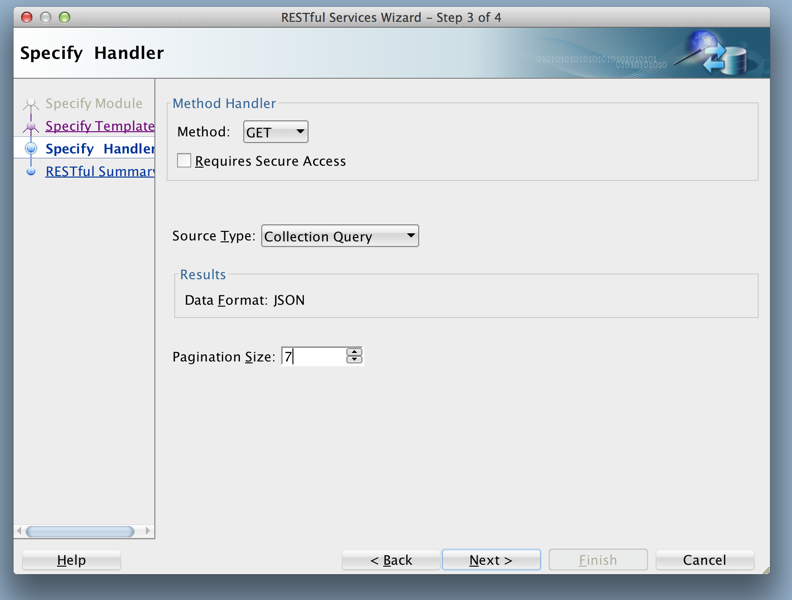 RESTful Services Wizard – Step 3 of 4
Specify Handler
Specify Module
Specify Template
Specify Handler
RESTful Summary
Method Handler
Method: GET
Requires Secure Access
Source Type: Collection Query
Results
Data Format: JSON
Pagination Size: 7
Help
< Back
Next >
Finish
Cancel